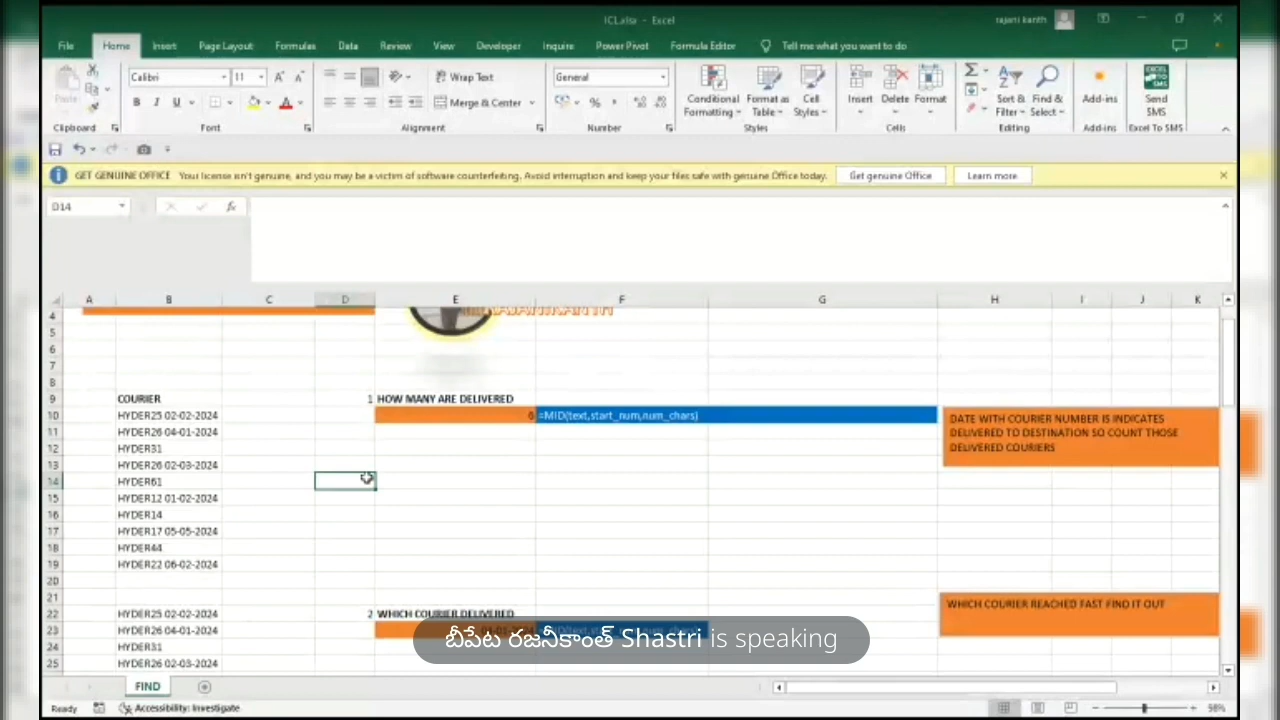 ICI.xlsx - Excel
rajani kanth
File Home Insert Page Layout Formulas Data Review View Developer Inquire Power Pivot Formula Editor Tell me what you want to do
Paste
Calibri 11
B I U
Wrap Text
Merge & Center
General
Conditional Formatting
Format as Table
Cell Styles
Insert Delete Format
Sort & Filter
Find & Select
Add-ins
Send SMS
Clipboard Font Alignment Number Styles Cells Editing Add-ins Excel To SMS
GET GENUINE OFFICE Your license isn't genuine, and you may be a victim of software counterfeiting. Avoid interruption and keep your files safe with genuine Office today. Get genuine Office Learn more
D14 fx
A B C D E F G H I J K
4
5
6
7
8
9 COURIER 1 HOW MANY ARE DELIVERED
10 HYDER25 02-02-2024 6 =MID(text,start_num,num_chars)
DATE WITH COURIER NUMBER IS INDICATES
DELIVERED TO DESTINATION SO COUNT THOSE
DELIVERED COURIERS
11 HYDER26 04-01-2024
12 HYDER31
13 HYDER26 02-03-2024
14 HYDER61
15 HYDER12 01-02-2024
16 HYDER14
17 HYDER17 05-05-2024
18 HYDER44
19 HYDER22 06-02-2024
20
21
WHICH COURIER REACHED FAST FIND IT OUT
22 HYDER25 02-02-2024 2 WHICH COURIER DELIVERED
23 HYDER26 04-01-2024
24 HYDER31
25 HYDER26 02-03-2024
బీపేట రజనీకాంత్ Shastri is speaking
FIND
Ready Accessibility: Investigate 98%